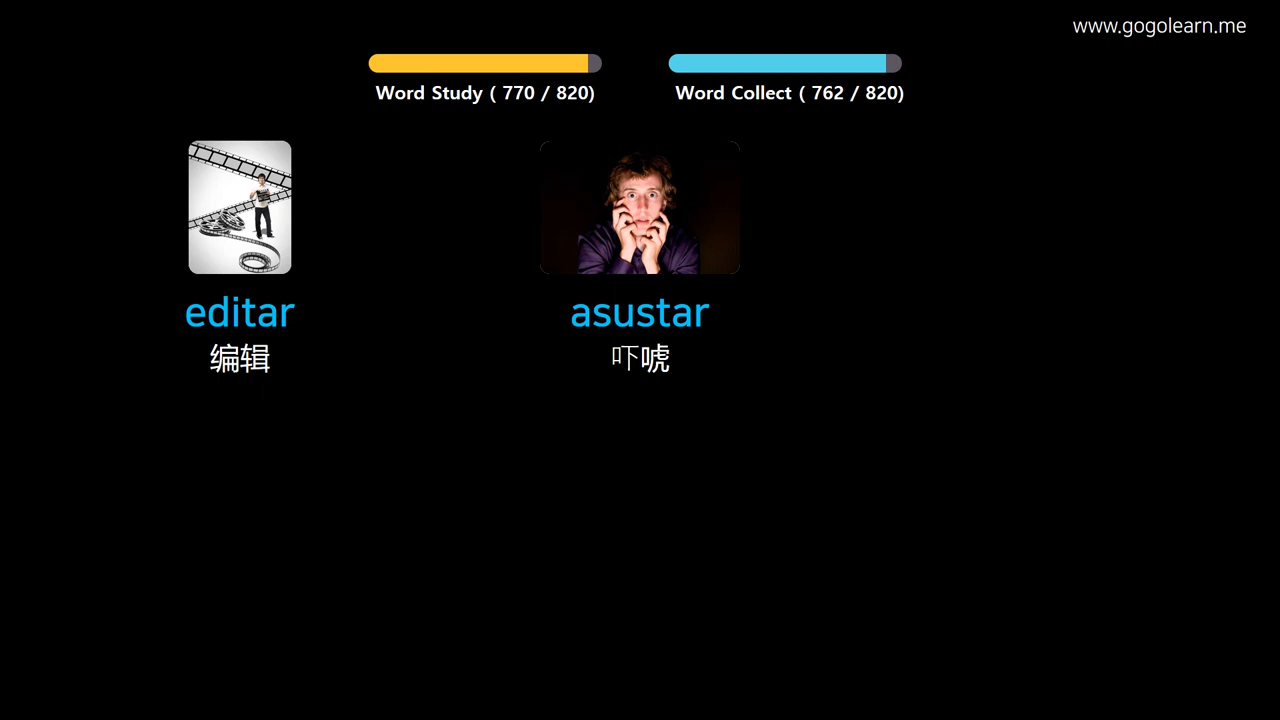 www.gogolearn.me
Word Study ( 770 / 820)
Word Collect ( 762 / 820)
editar
编辑
asustar
吓唬